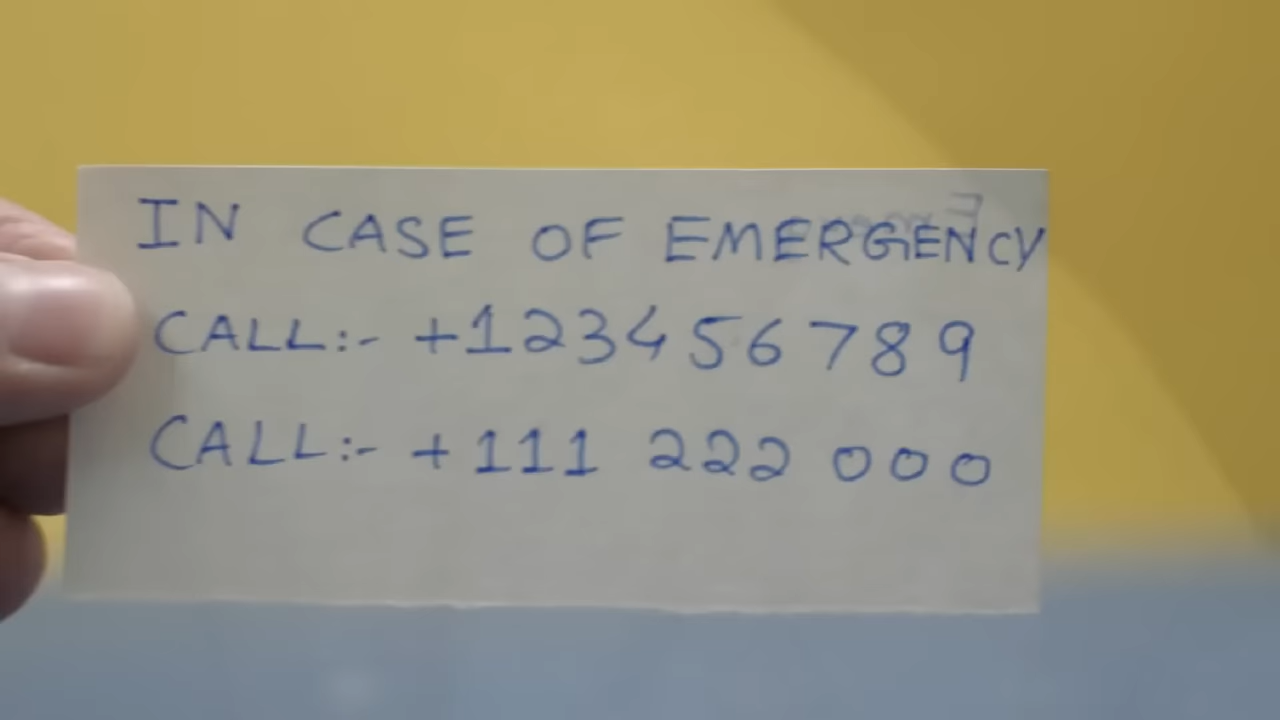 IN CASE OF EMERGENCY
CALL:- +123456789
CALL:- +111 222 000